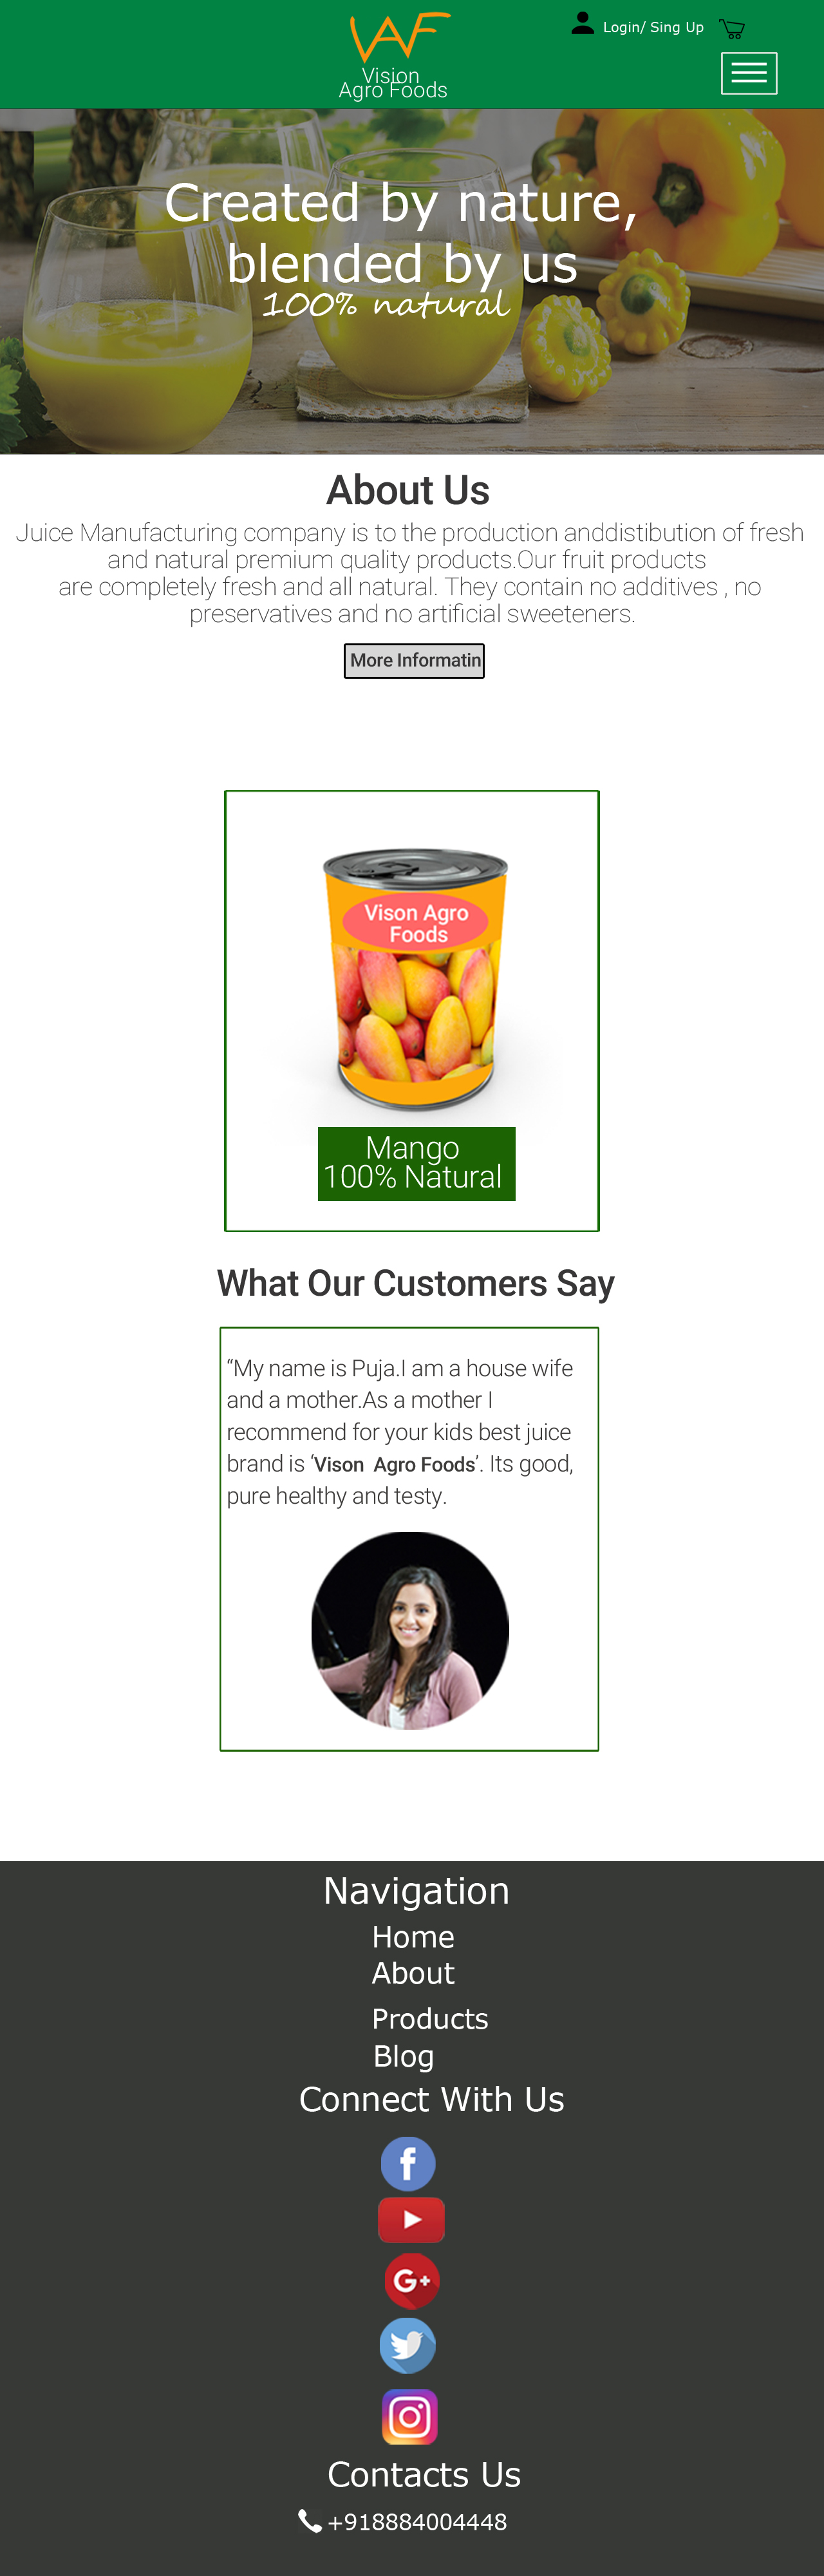 VAF
Login/ Sing Up
Vision
Agro Foods
Created by nature,
blended by us
100% natural
About Us
Juice Manufacturing company is to the production anddistibution of fresh
and natural premium quality products.Our fruit products
are completely fresh and all natural. They contain no additives , no
preservatives and no artificial sweeteners.
More Informatin
Vison Agro
Foods
Mango
100% Natural
What Our Customers Say
“My name is Puja.I am a house wife
and a mother.As a mother I
recommend for your kids best juice
brand is ‘Vison Agro Foods’. Its good,
pure healthy and testy.
Navigation
Home
About
Products
Blog
Connect With Us
f
G+
Contacts Us
+918884004448